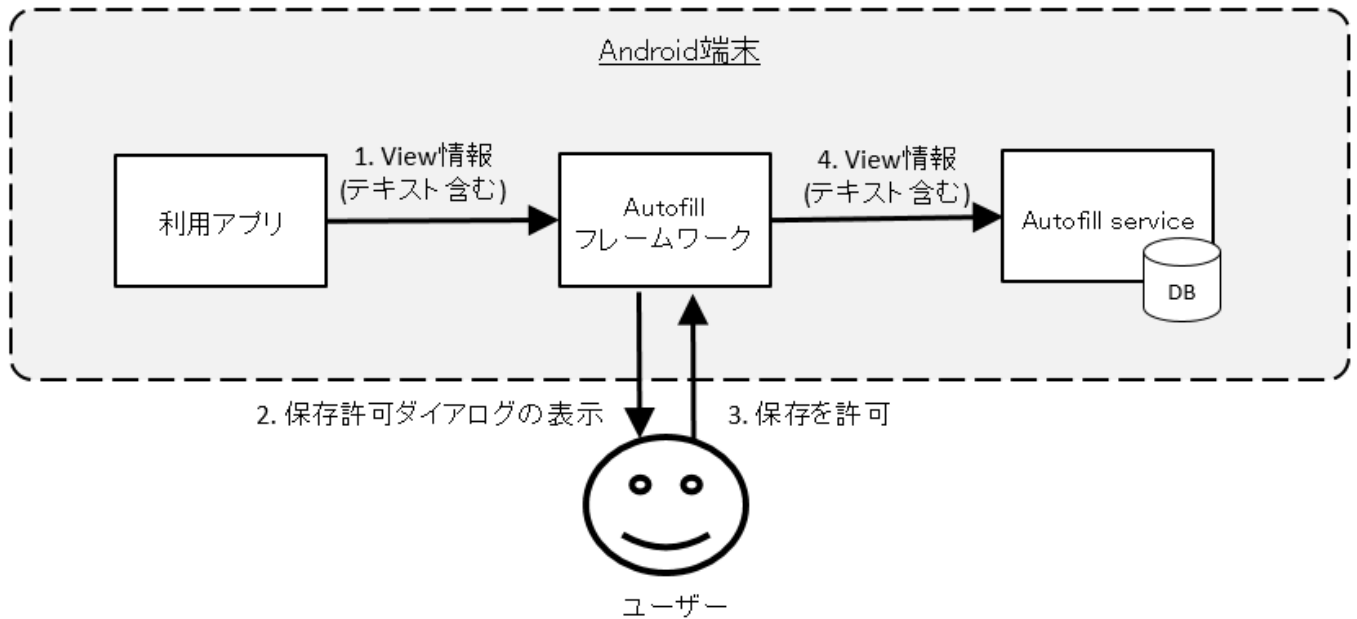 Android端末
1. View情報
(テキスト含む)
4. View情報
(テキスト含む)
利用アプリ
Autofill
フレームワーク
Autofill service
DB
2. 保存許可ダイアログの表示
3. 保存を許可
ユーザー